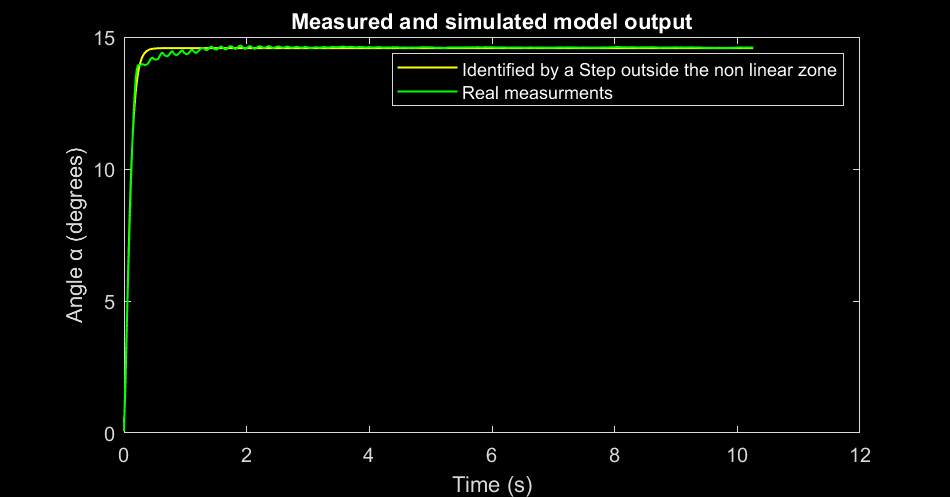 Measured and simulated model output
15
10
5
0
0 2 4 6 8 10 12
Angle α (degrees)
Time (s)
Identified by a Step outside the non linear zone
Real measurments